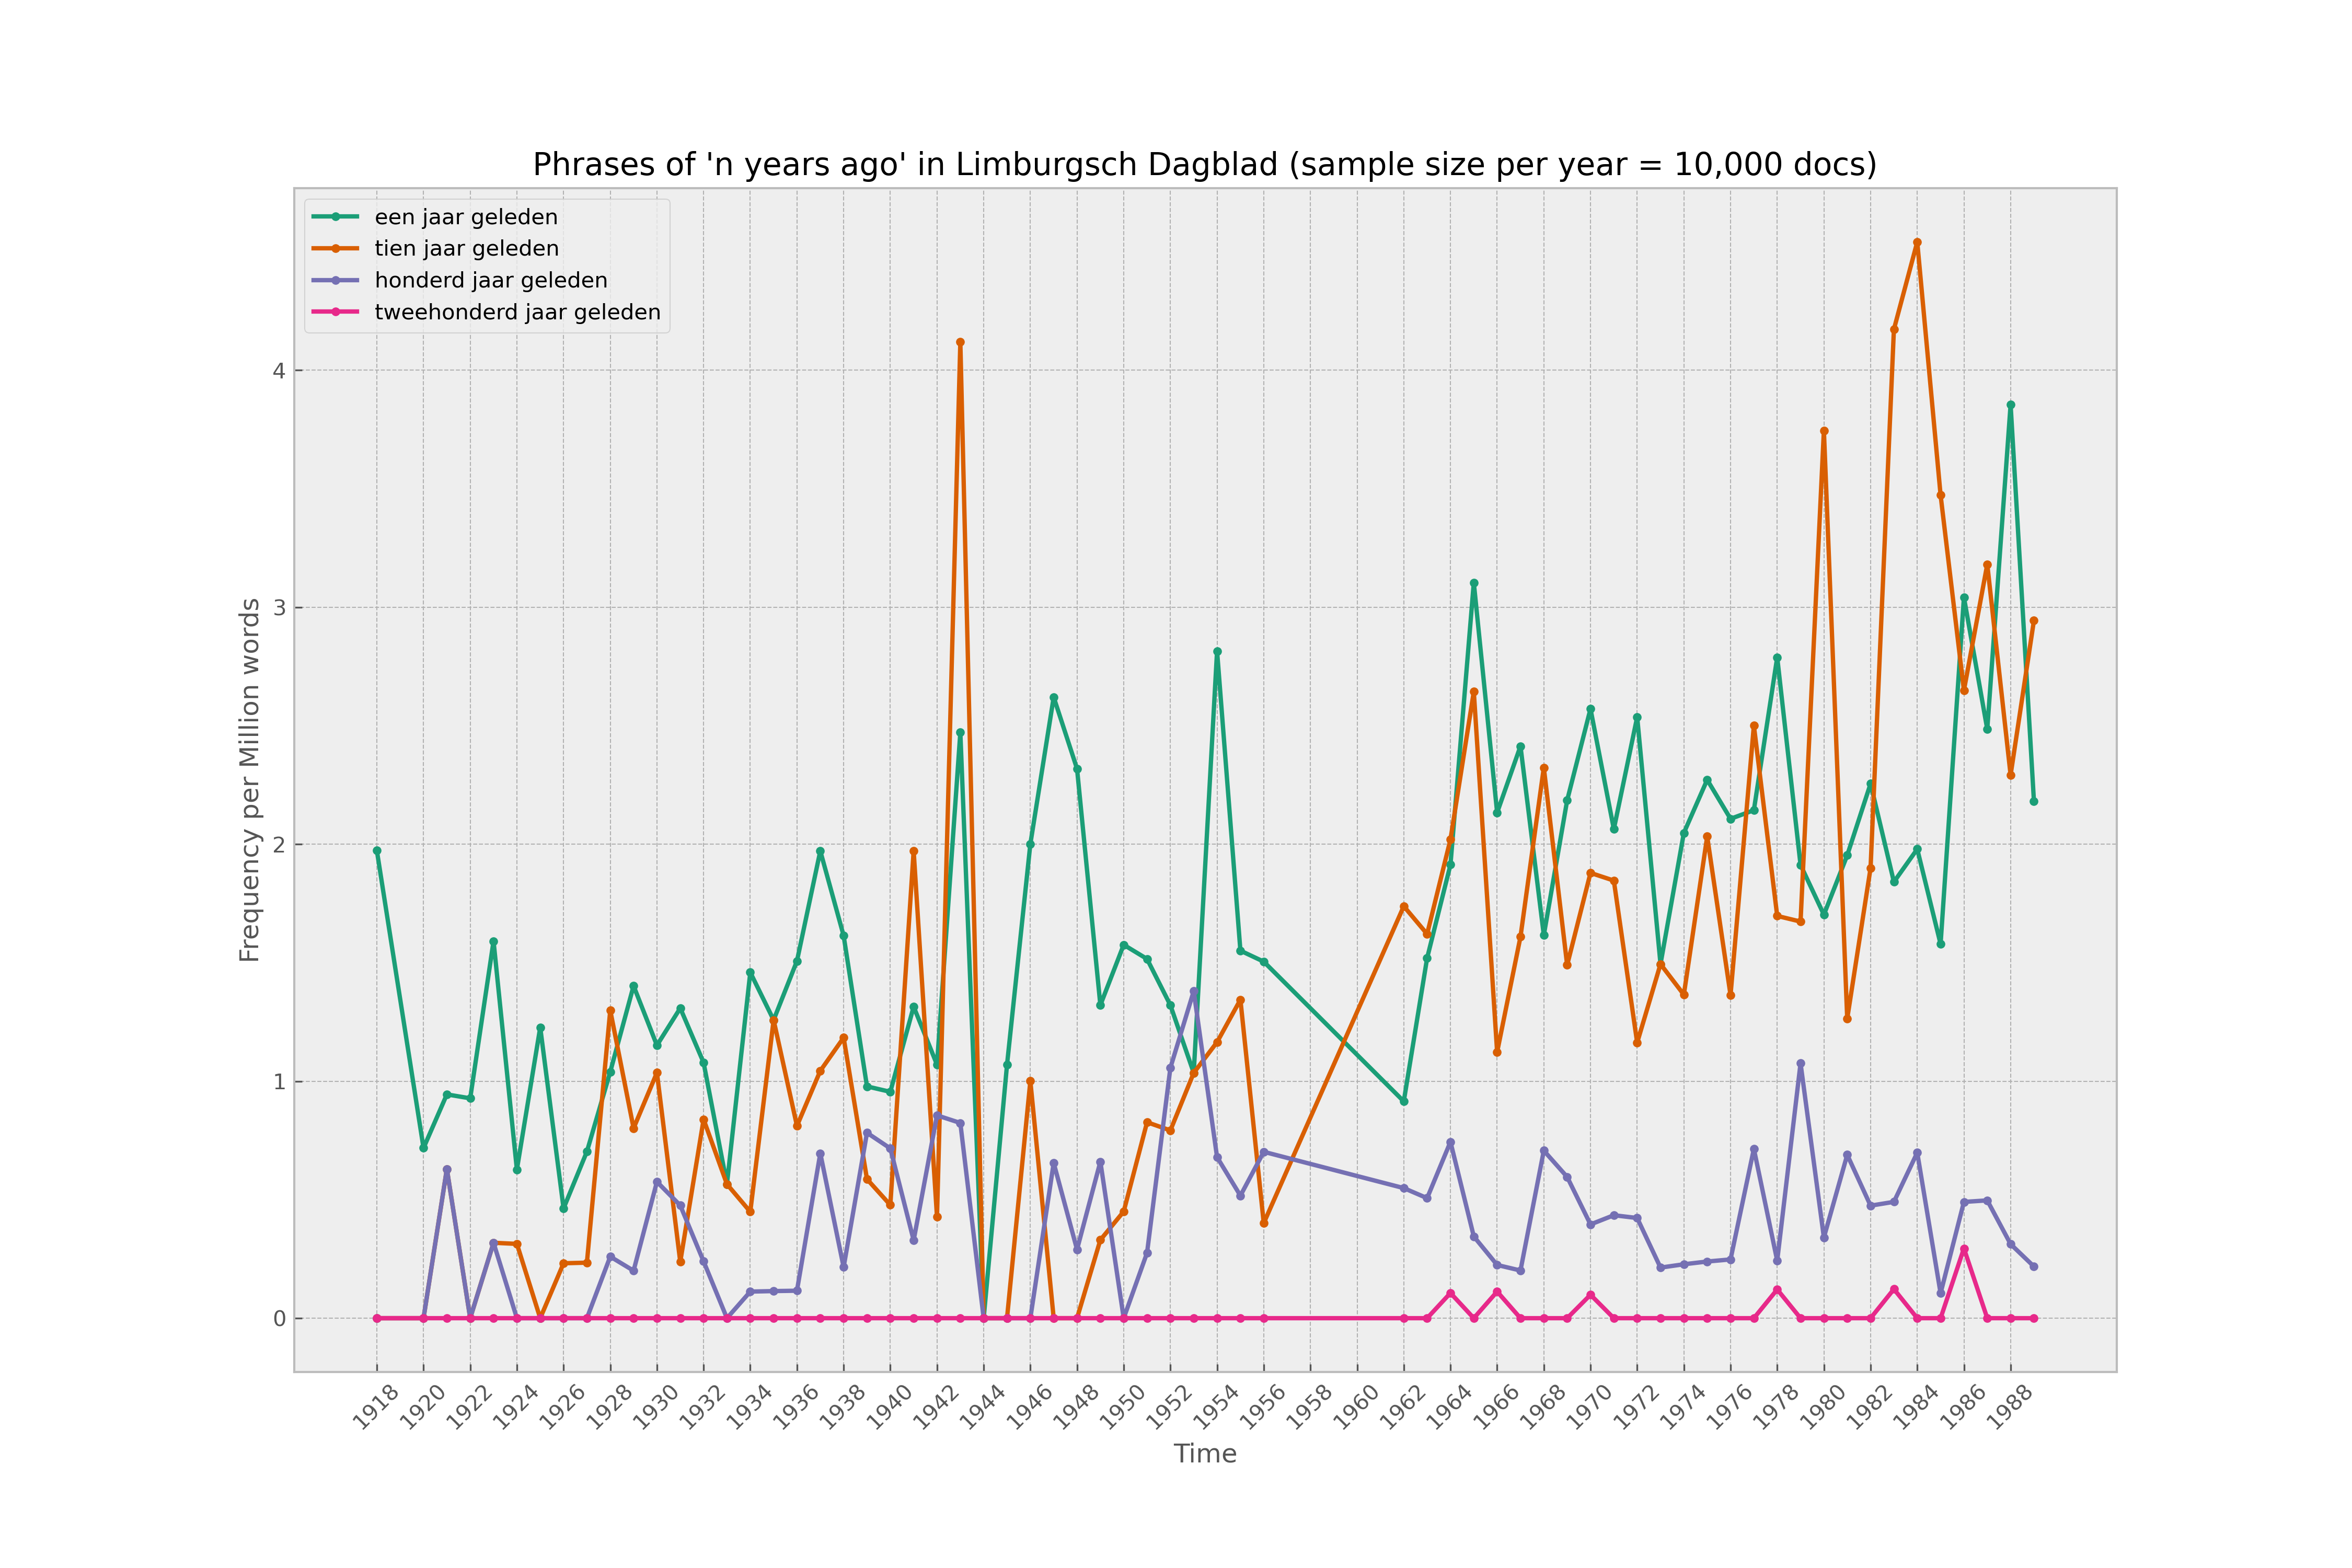 Phrases of 'n years ago' in Limburgsch Dagblad (sample size per year = 10,000 docs)
een jaar geleden
tien jaar geleden
honderd jaar geleden
tweehonderd jaar geleden
Frequency per Million words
4
3
2
1
0
1918 1920 1922 1924 1926 1928 1930 1932 1934 1936 1938 1940 1942 1944 1946 1948 1950 1952 1954 1956 1958 1960 1962 1964 1966 1968 1970 1972 1974 1976 1978 1980 1982 1984 1986 1988
Time